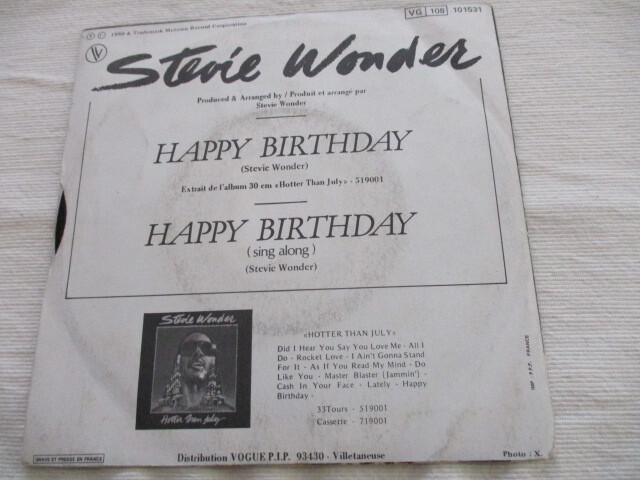 VG 108 101531
℗ © 1980 & Trademark Motown Record Corporation
Stevie Wonder
Produced & Arranged by / Produit et arrangé par
Stevie Wonder
HAPPY BIRTHDAY
(Stevie Wonder)
Extrait de l'album 30 cm «Hotter Than July» - 519001
HAPPY BIRTHDAY
(sing along)
(Stevie Wonder)
Stevie Wonder
Hotter Than July
«HOTTER THAN JULY»
Did I Hear You Say You Love Me - All I
Do - Rocket Love - I Ain't Gonna Stand
For It - As If You Read My Mind - Do
Like You - Master Blaster (Jammin') -
Cash In Your Face - Lately - Happy
Birthday -
33Tours - 519001
Cassette - 719001
IMP - P.P. FRANCE
GRAVE ET PRESSE EN FRANCE
Distribution VOGUE P.I.P. 93430 - Villetaneuse
Photo : X.